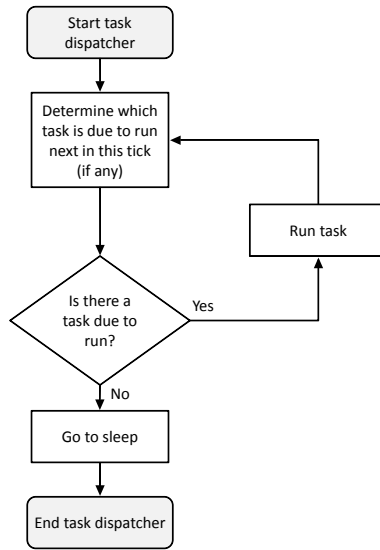 Start task
dispatcher
Determine which
task is due to run
next in this tick
(if any)
Run task
Is there a
task due to
run?
Yes
No
Go to sleep
End task dispatcher